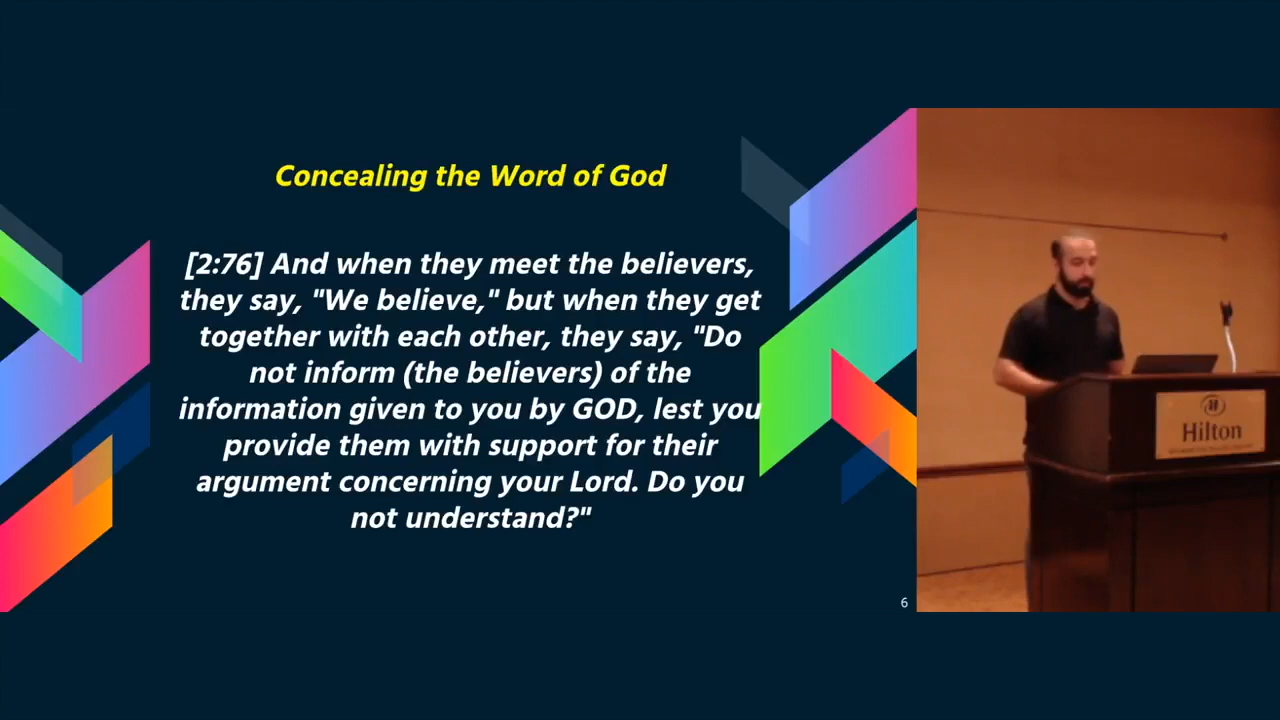 Concealing the Word of God
[2:76] And when they meet the believers,
they say, "We believe," but when they get
together with each other, they say, "Do
not inform (the believers) of the
information given to you by GOD, lest you
provide them with support for their
argument concerning your Lord. Do you
not understand?"
6
Hilton